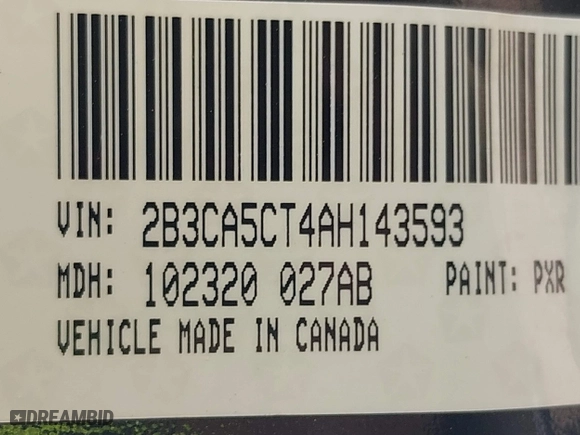 VIN: 2B3CA5CT4AH143593
MDH: 102320 027AB PAINT: PXR
VEHICLE MADE IN CANADA
DREAMBID